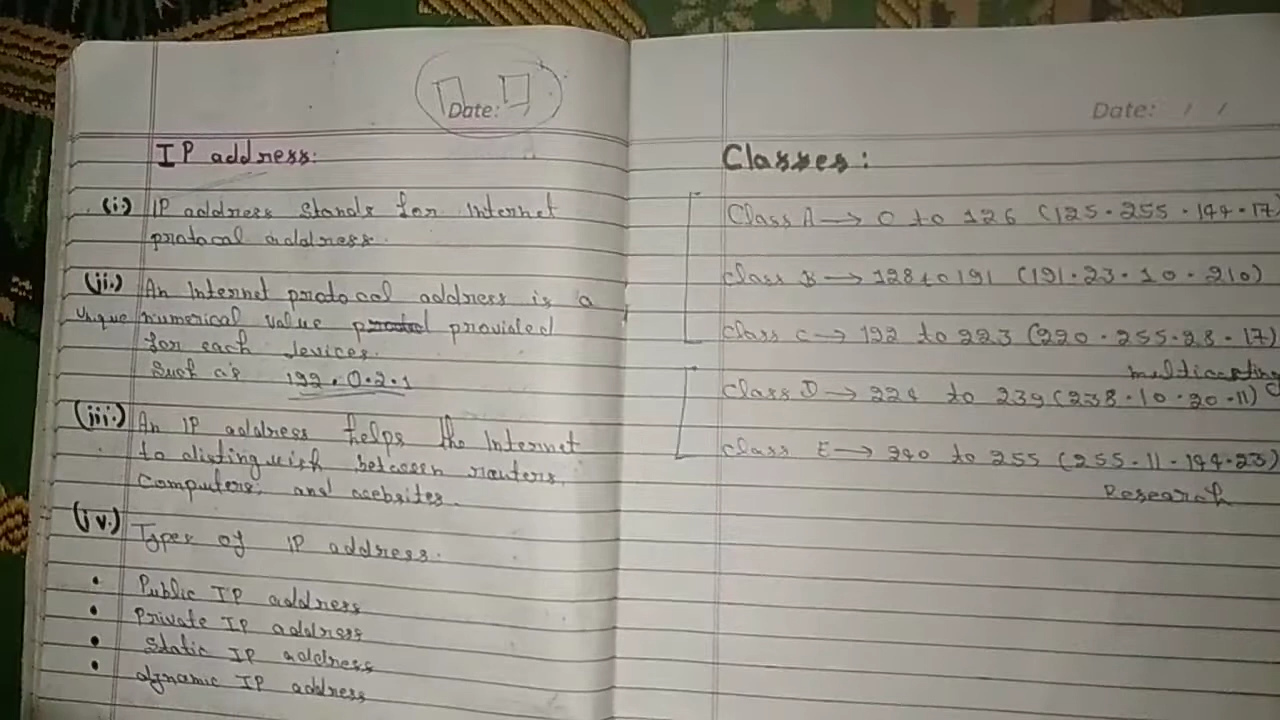 Date:
IP address:
(i.) IP address stands for Internet
protocal address.
(ii.) An Internet protocal address is a
unique numerical value provided
for each devices.
Such as 192.0.2.1
(iii.) An IP address helps the Internet
to distinguish between routers,
computers, and websites.
(iv.) Types of IP address:
• Public IP address
• Private IP address
• Static IP address
• dynamic IP address
Date: / /
Classes:
Class A → 0 to 126 (125.255.144.17)
Class B → 128 to 191 (191.23.10.210)
Class C → 192 to 223 (220.255.28.17)
multicasting
Class D → 224 to 239 (238.10.20.11)
Class E → 240 to 255 (255.11.144.23)
Research